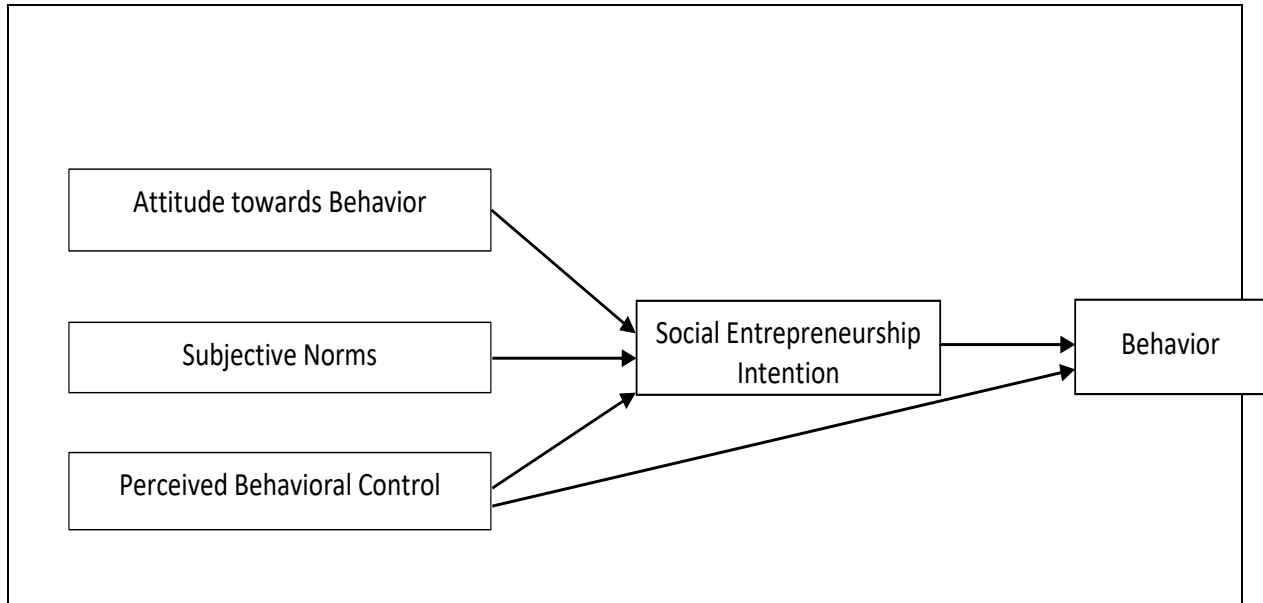 Attitude towards Behavior
Subjective Norms
Perceived Behavioral Control
Social Entrepreneurship
Intention
Behavior